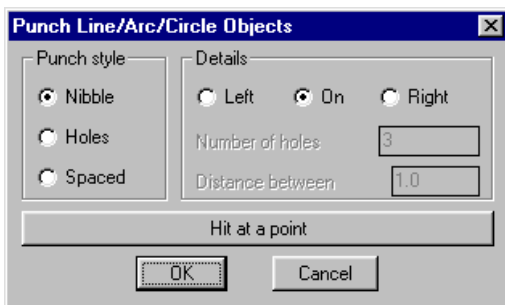 Punch Line/Arc/Circle Objects
Punch style
Details
Nibble
Left On Right
Holes
Number of holes 3
Spaced
Distance between 1.0
Hit at a point
OK Cancel